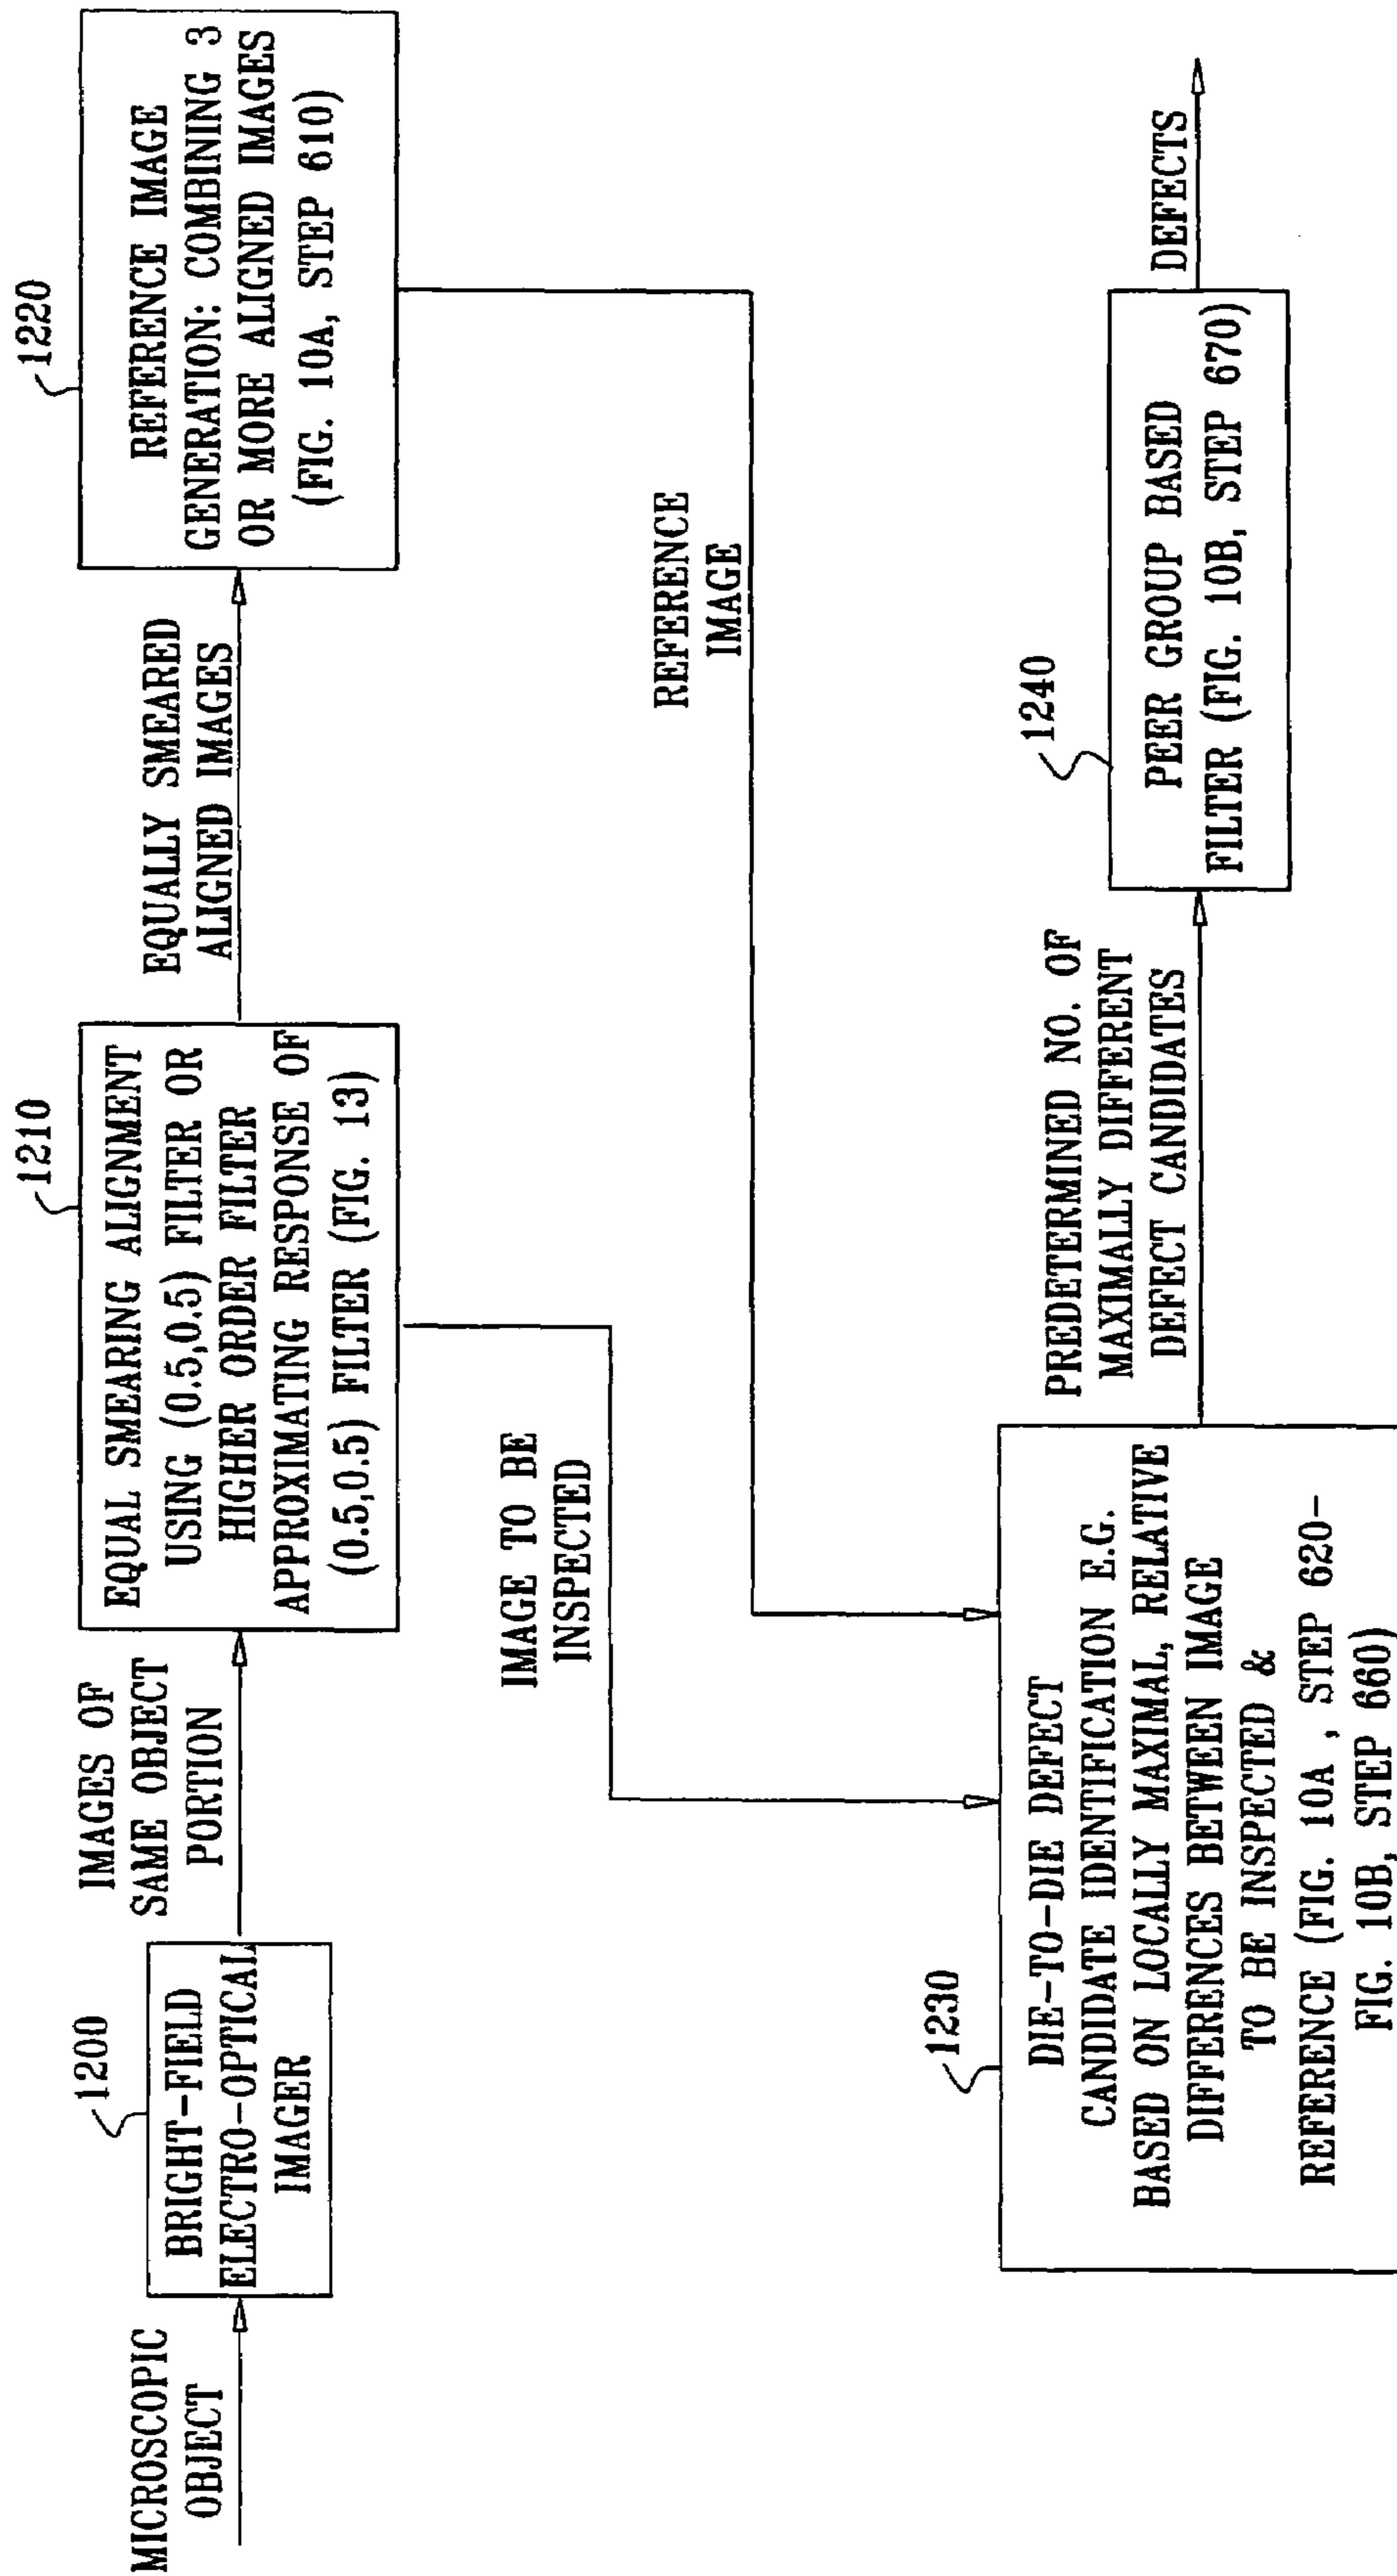 MICROSCOPIC
OBJECT
1200
BRIGHT-FIELD
ELECTRO-OPTICAL
IMAGER
IMAGES OF
SAME OBJECT
PORTION
1210
EQUAL SMEARING ALIGNMENT
USING (0.5,0.5) FILTER OR
HIGHER ORDER FILTER
APPROXIMATING RESPONSE OF
(0.5,0.5) FILTER (FIG. 13)
EQUALLY SMEARED
ALIGNED IMAGES
1220
REFERENCE IMAGE
GENERATION: COMBINING 3
OR MORE ALIGNED IMAGES
(FIG. 10A, STEP 610)
IMAGE TO BE
INSPECTED
REFERENCE
IMAGE
1230
DIE-TO-DIE DEFECT
CANDIDATE IDENTIFICATION E.G.
BASED ON LOCALLY MAXIMAL, RELATIVE
DIFFERENCES BETWEEN IMAGE
TO BE INSPECTED &
REFERENCE (FIG. 10A , STEP 620-
FIG. 10B, STEP 660)
PREDETERMINED NO. OF
MAXIMALLY DIFFERENT
DEFECT CANDIDATES
1240
PEER GROUP BASED
FILTER (FIG. 10B, STEP 670)
DEFECTS